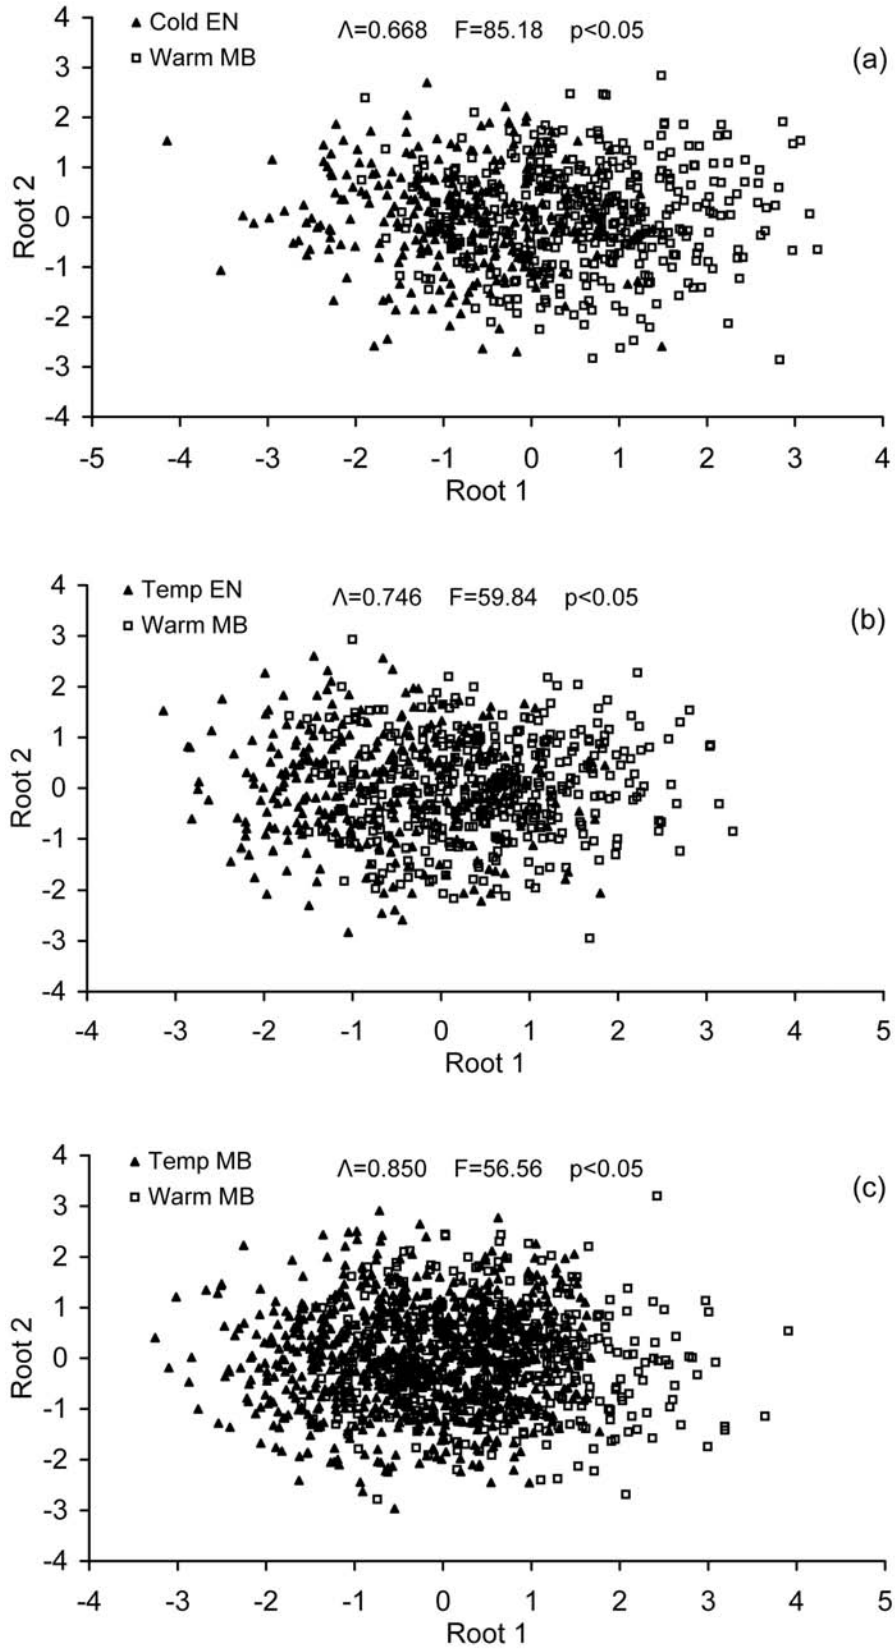 4
▲ Cold EN
Λ=0.668 F=85.18 p<0.05
□ Warm MB
(a)
3
2
1
Root 2
0
-1
-2
-3
-4
-5 -4 -3 -2 -1 0 1 2 3 4
Root 1
4
▲ Temp EN
Λ=0.746 F=59.84 p<0.05
□ Warm MB
(b)
3
2
1
Root 2
0
-1
-2
-3
-4
-4 -3 -2 -1 0 1 2 3 4 5
Root 1
4
▲ Temp MB
Λ=0.850 F=56.56 p<0.05
□ Warm MB
(c)
3
2
1
Root 2
0
-1
-2
-3
-4
-4 -3 -2 -1 0 1 2 3 4 5
Root 1